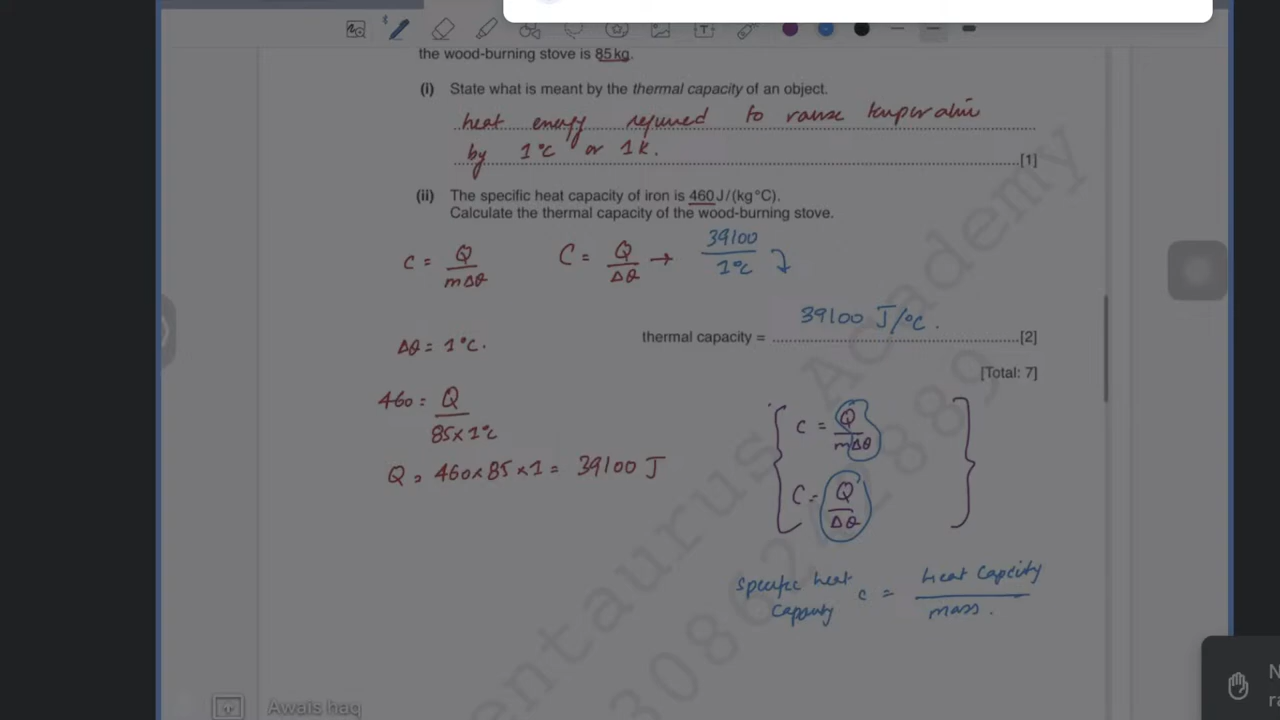 the wood-burning stove is 85 kg.
(i) State what is meant by the thermal capacity of an object.
heat energy required to raise temperature
by 1°C or 1K.
[1]
(ii) The specific heat capacity of iron is 460 J/(kg °C).
Calculate the thermal capacity of the wood-burning stove.
c = Q / mΔθ    C = Q / Δθ → 39100 / 1°C
39100 J/°C.
thermal capacity = [2]
Δθ = 1°C.
[Total: 7]
460 = Q / 85 × 1°C
c = Q / mΔθ
Q = 460 × 85 × 1 = 39100 J
C = Q / Δθ
specific heat capacity c = heat capacity / mass.
entaurus Academy
Awais haq